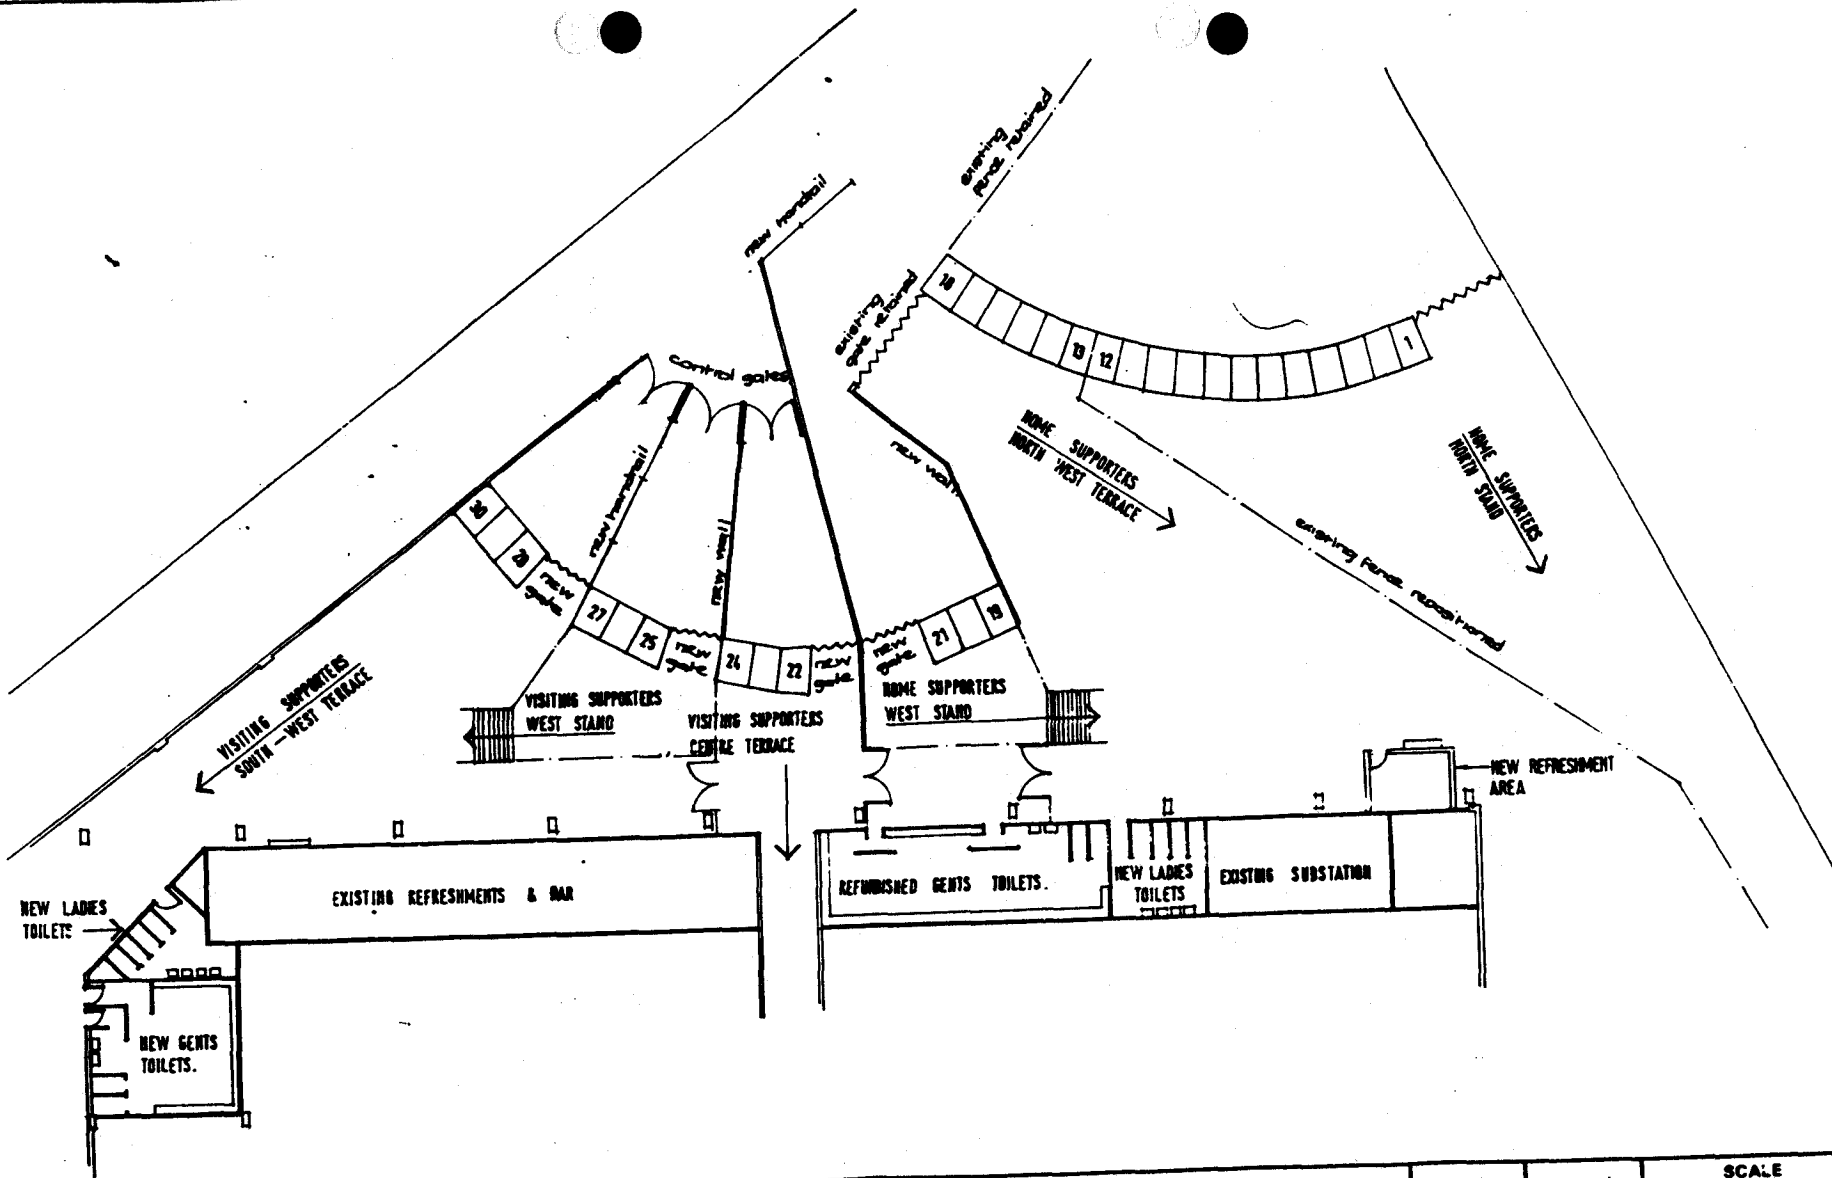 new handrail
existing
fence retained
existing
gate retained
18
13
12
1
control gates
new handrail
new wall
new wall
HOME SUPPORTERS
NORTH WEST TERRACE
HOME SUPPORTERS
NORTH STAND
existing fence repositioned
30
28
new
gate
27
25
new
gate
24
22
new
gate
new
gate
21
19
VISITING SUPPORTERS
SOUTH-WEST TERRACE
VISITING SUPPORTERS
WEST STAND
VISITING SUPPORTERS
CENTRE TERRACE
HOME SUPPORTERS
WEST STAND
NEW REFRESHMENT
AREA
NEW LADIES
TOILETS
EXISTING REFRESHMENTS & BAR
REFURBISHED GENTS TOILETS.
NEW LADIES
TOILETS
EXISTING SUBSTATION
NEW GENTS
TOILETS.
SCALE